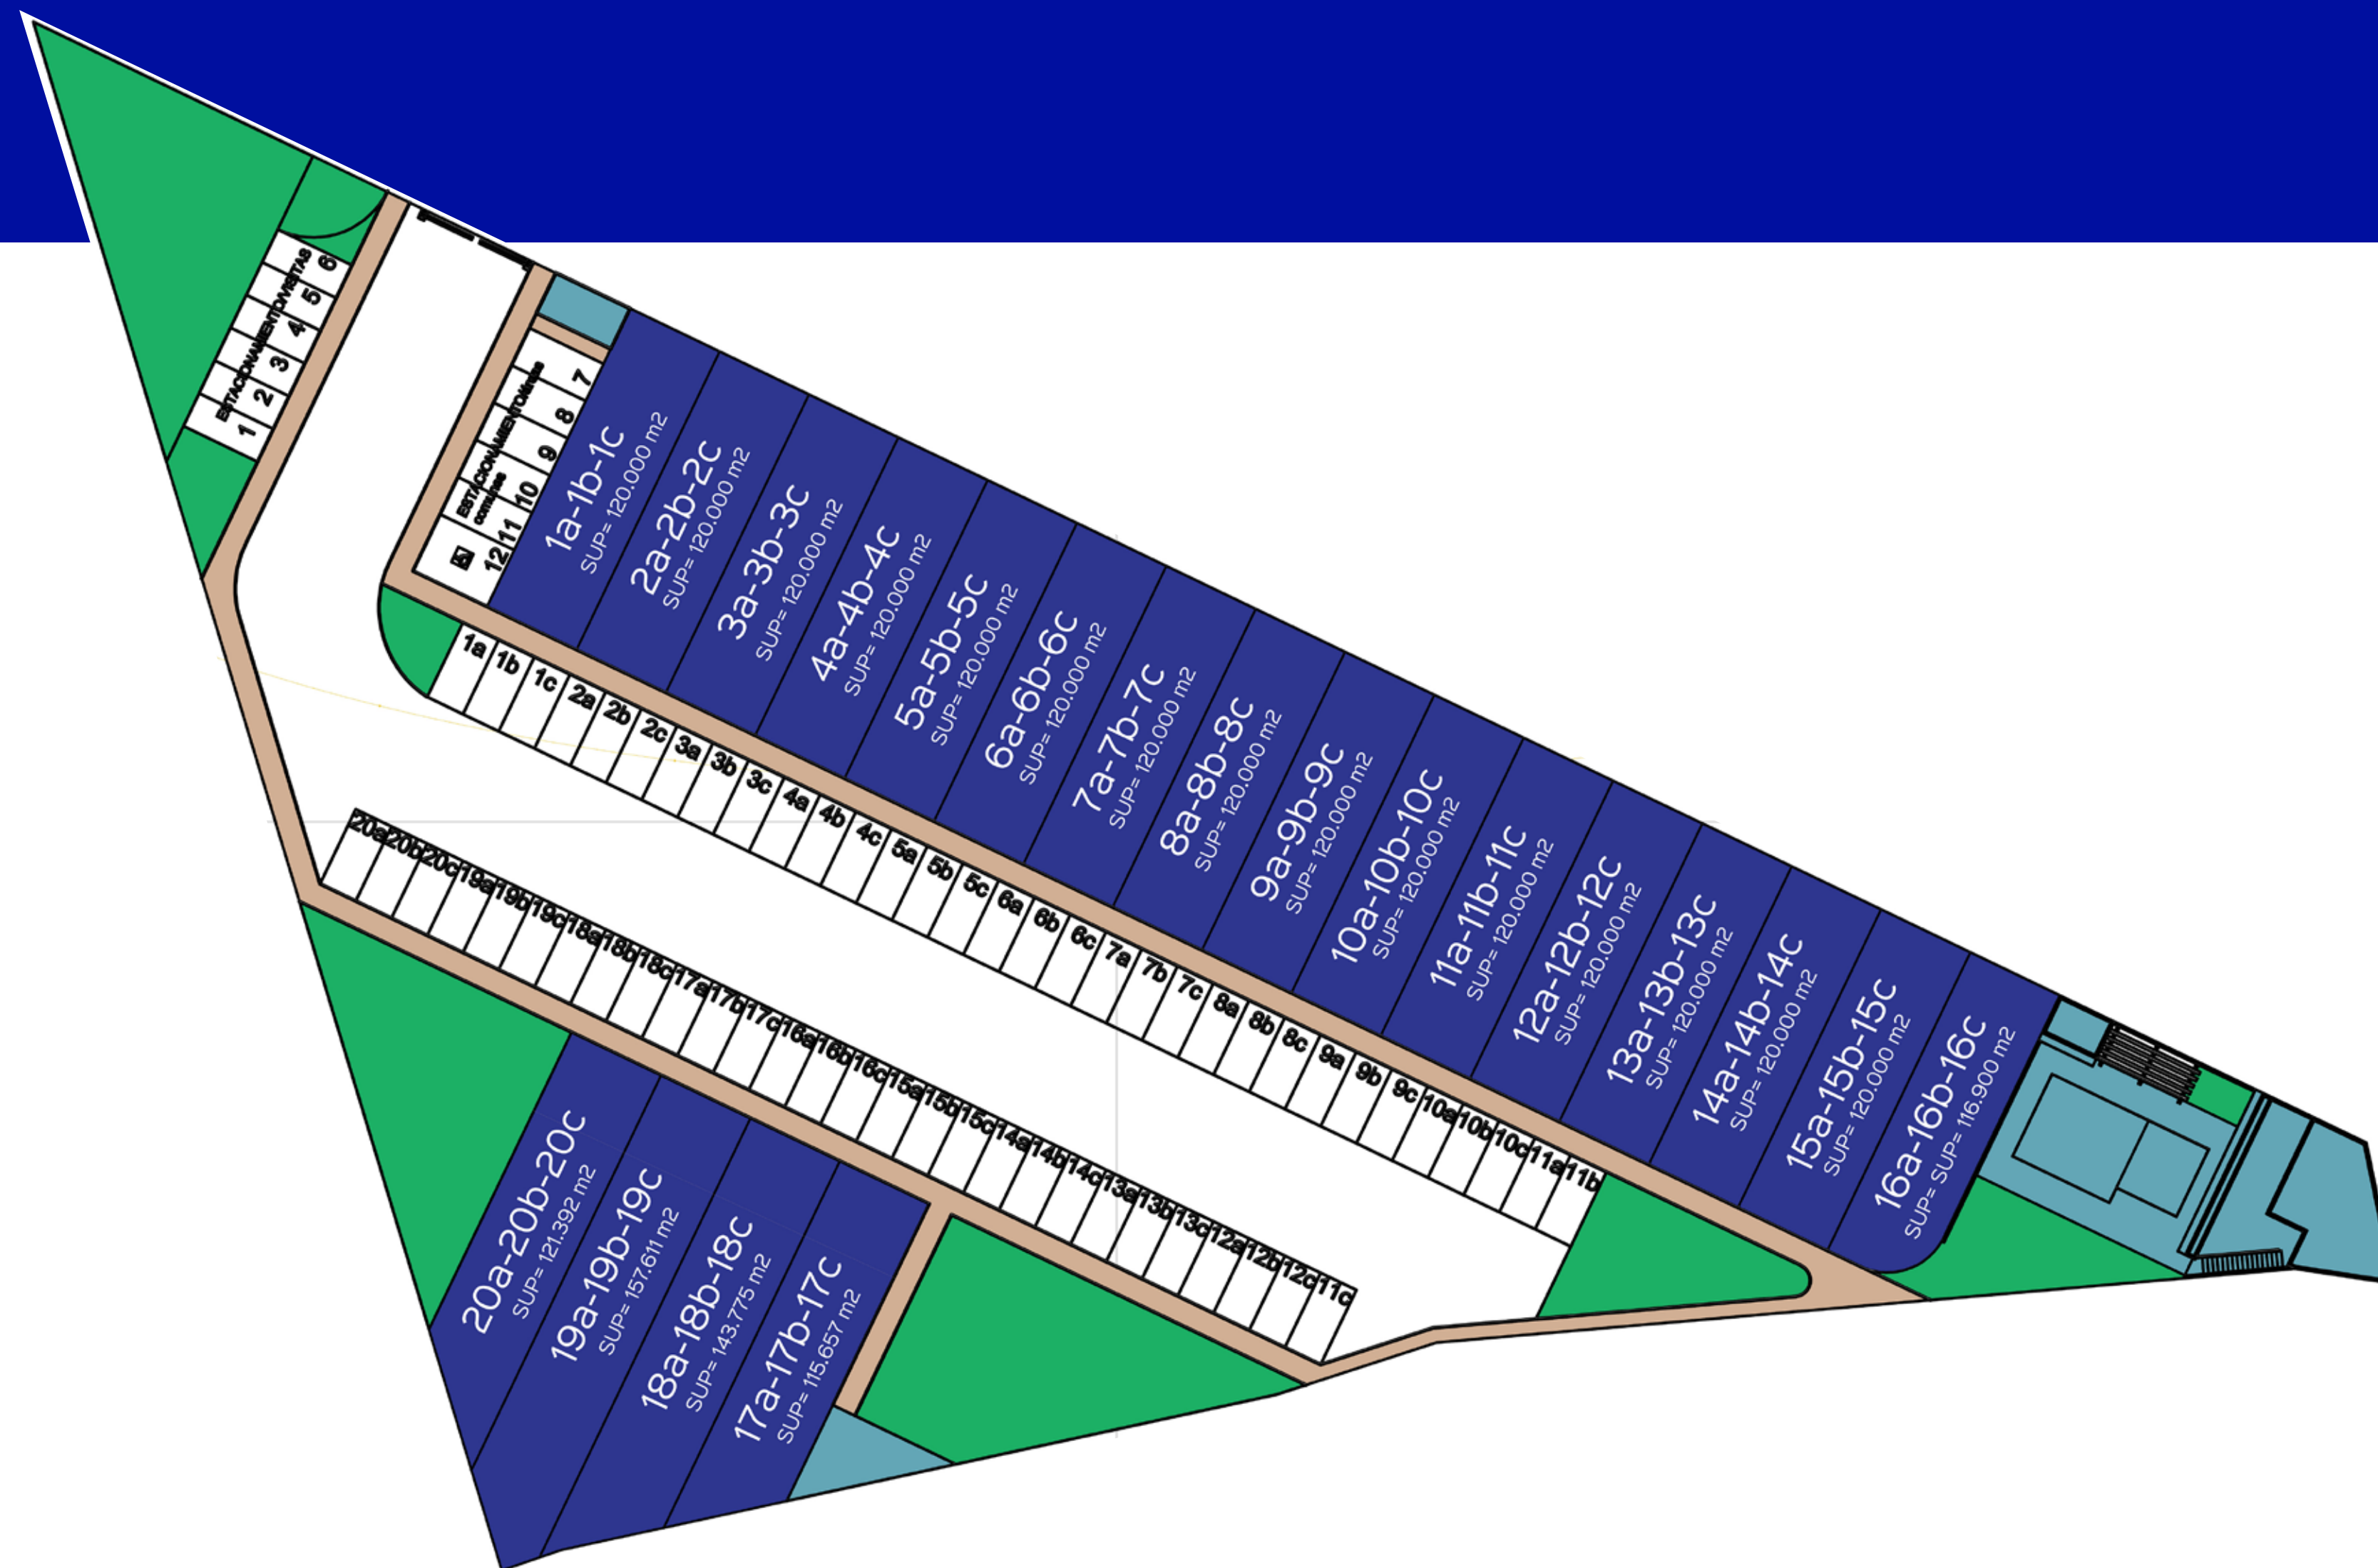 ESTACIONAMIENTO VISITAS
6
5
4
3
2
1
ESTACIONAMIENTO áreas
comunes
7
8
9
10
11
12
1a-1b-1c
SUP= 120.000 m2
2a-2b-2c
SUP= 120.000 m2
3a-3b-3c
SUP= 120.000 m2
4a-4b-4c
SUP= 120.000 m2
5a-5b-5c
SUP= 120.000 m2
6a-6b-6c
SUP= 120.000 m2
7a-7b-7c
SUP= 120.000 m2
8a-8b-8c
SUP= 120.000 m2
9a-9b-9c
SUP= 120.000 m2
10a-10b-10c
SUP= 120.000 m2
11a-11b-11c
SUP= 120.000 m2
12a-12b-12c
SUP= 120.000 m2
13a-13b-13c
SUP= 120.000 m2
14a-14b-14c
SUP= 120.000 m2
15a-15b-15c
SUP= 120.000 m2
16a-16b-16c
SUP= SUP= 116.900 m2
1a 1b 1c 2a 2b 2c 3a 3b 3c 4a 4b 4c 5a 5b 5c 6a 6b 6c 7a 7b 7c 8a 8b 8c 9a 9b 9c 10a 10b 10c 11a 11b
20a 20b 20c 19a 19b 19c 18a 18b 18c 17a 17b 17c 16a 16b 16c 15a 15b 15c 14a 14b 14c 13a 13b 13c 12a 12b 12c 11c
20a-20b-20c
SUP= 121.392 m2
19a-19b-19c
SUP= 157.611 m2
18a-18b-18c
SUP= 143.775 m2
17a-17b-17c
SUP= 115.657 m2